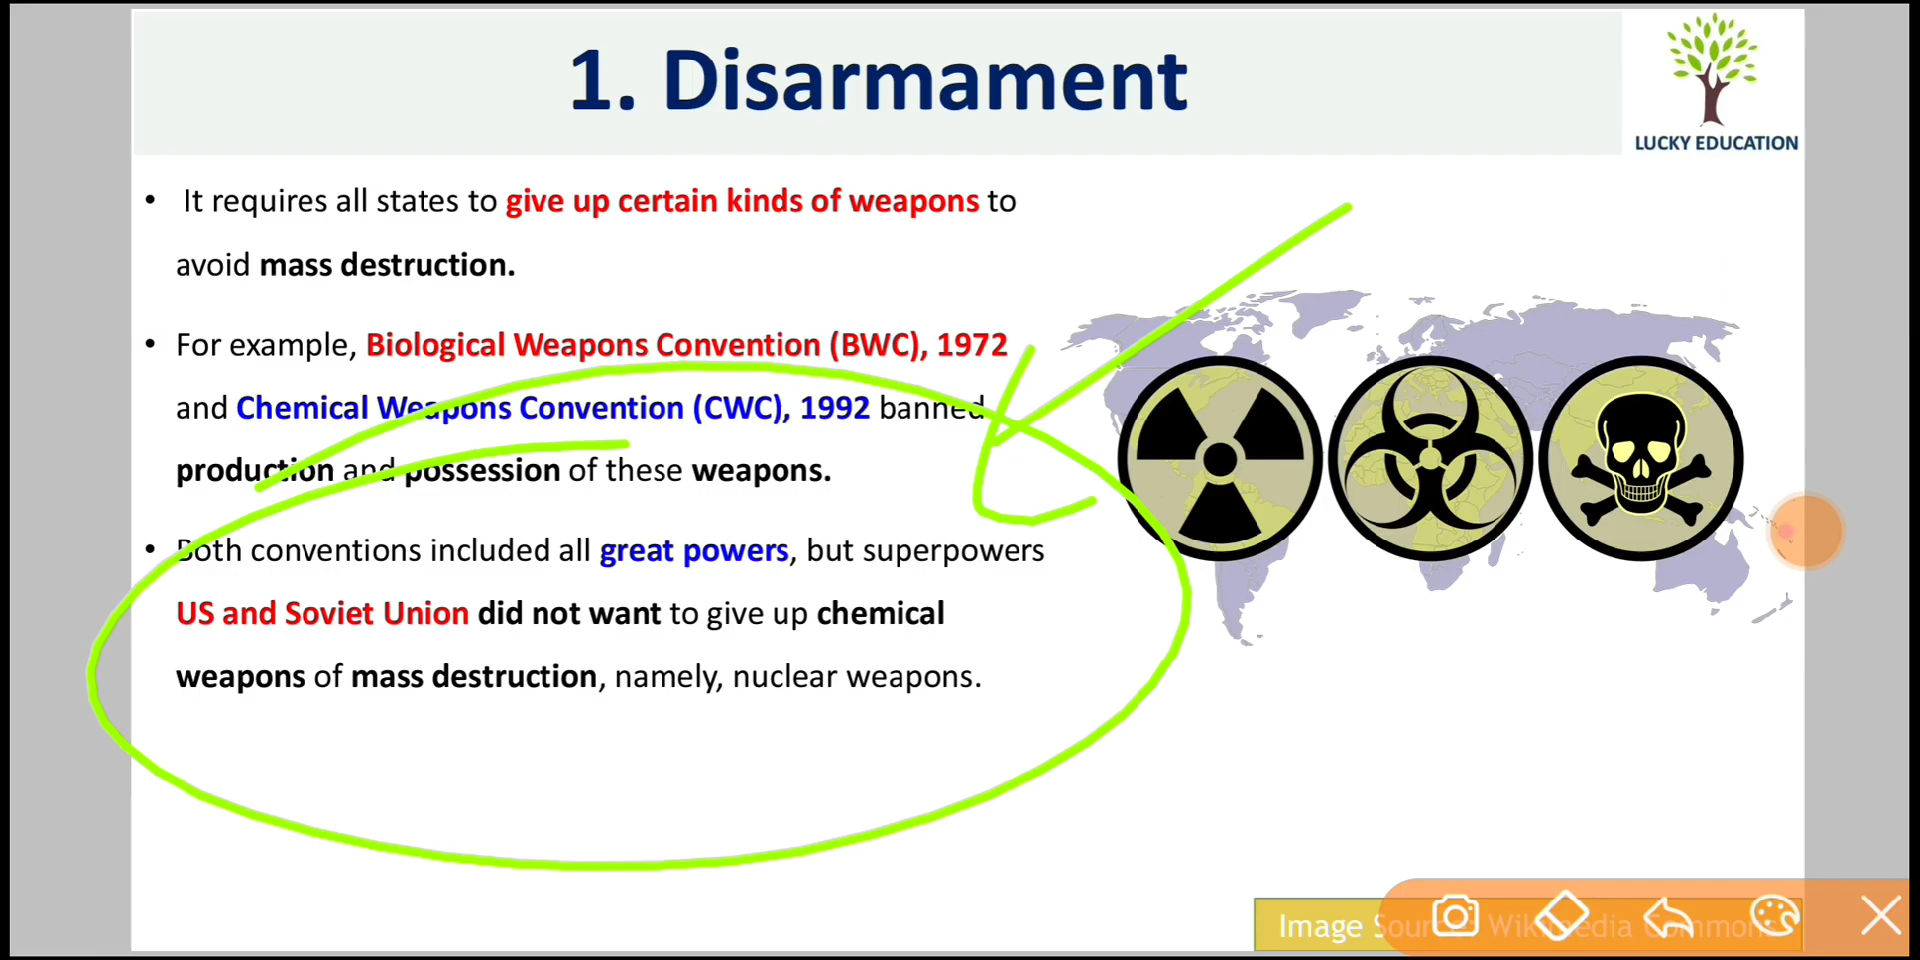 1. Disarmament
LUCKY EDUCATION
• It requires all states to give up certain kinds of weapons to
avoid mass destruction.
• For example, Biological Weapons Convention (BWC), 1972
and Chemical Weapons Convention (CWC), 1992 banned
production and possession of these weapons.
• Both conventions included all great powers, but superpowers
US and Soviet Union did not want to give up chemical
weapons of mass destruction, namely, nuclear weapons.
Image Source: Wikimedia Commons